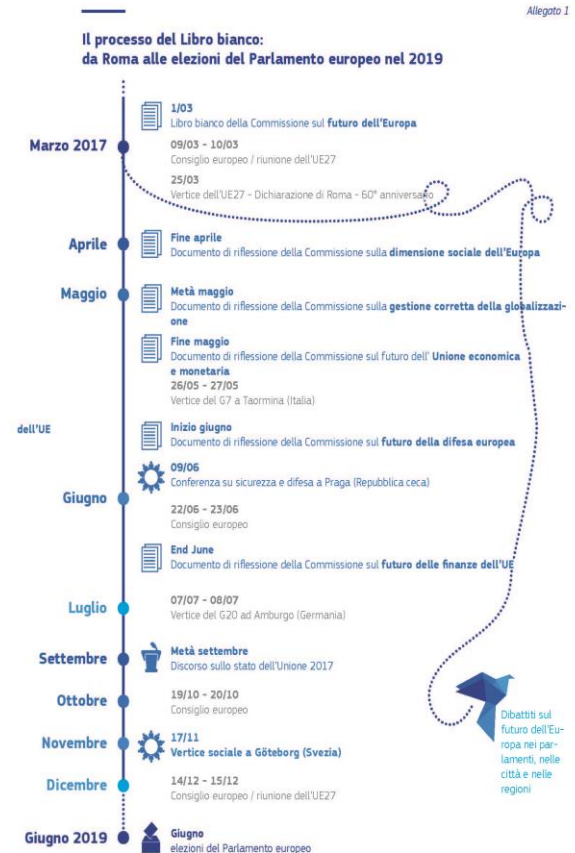 Allegato 1
Il processo del Libro bianco:
da Roma alle elezioni del Parlamento europeo nel 2019
Marzo 2017
1/03
Libro bianco della Commissione sul futuro dell'Europa
09/03 - 10/03
Consiglio europeo / riunione dell'UE27
25/03
Vertice dell'UE27 - Dichiarazione di Roma - 60° anniversario
Aprile
Fine aprile
Documento di riflessione della Commissione sulla dimensione sociale dell'Europa
Maggio
Metà maggio
Documento di riflessione della Commissione sulla gestione corretta della globalizzazi-
one
Fine maggio
Documento di riflessione della Commissione sul futuro dell' Unione economica
e monetaria
26/05 - 27/05
Vertice del G7 a Taormina (Italia)
dell'UE
Inizio giugno
Documento di riflessione della Commissione sul futuro della difesa europea
09/06
Conferenza su sicurezza e difesa a Praga (Repubblica ceca)
Giugno
22/06 - 23/06
Consiglio europeo
End June
Documento di riflessione della Commissione sul futuro delle finanze dell'UE
Luglio
07/07 - 08/07
Vertice del G20 ad Amburgo (Germania)
Settembre
Metà settembre
Discorso sullo stato dell'Unione 2017
Ottobre
19/10 - 20/10
Consiglio europeo
Novembre
17/11
Vertice sociale a Göteborg (Svezia)
Dicembre
14/12 - 15/12
Consiglio europeo / riunione dell'UE27
Dibattiti sul
futuro dell'Eu-
ropa nei par-
lamenti, nelle
città e nelle
regioni
Giugno 2019
Giugno
elezioni del Parlamento europeo